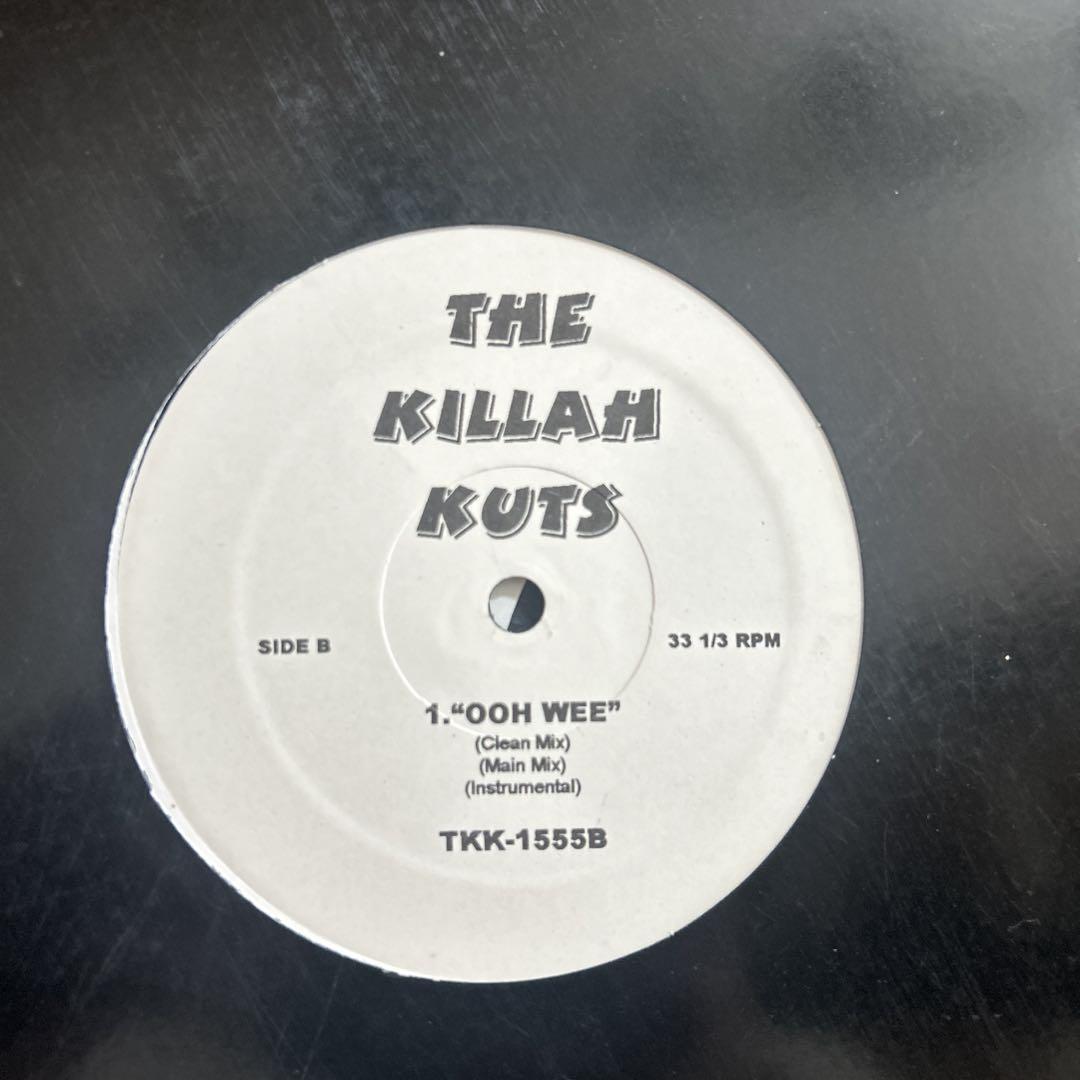 THE
KILLAH
KUTS
SIDE B
33 1/3 RPM
1.“OOH WEE”
(Clean Mix)
(Main Mix)
(Instrumental)
TKK-1555B